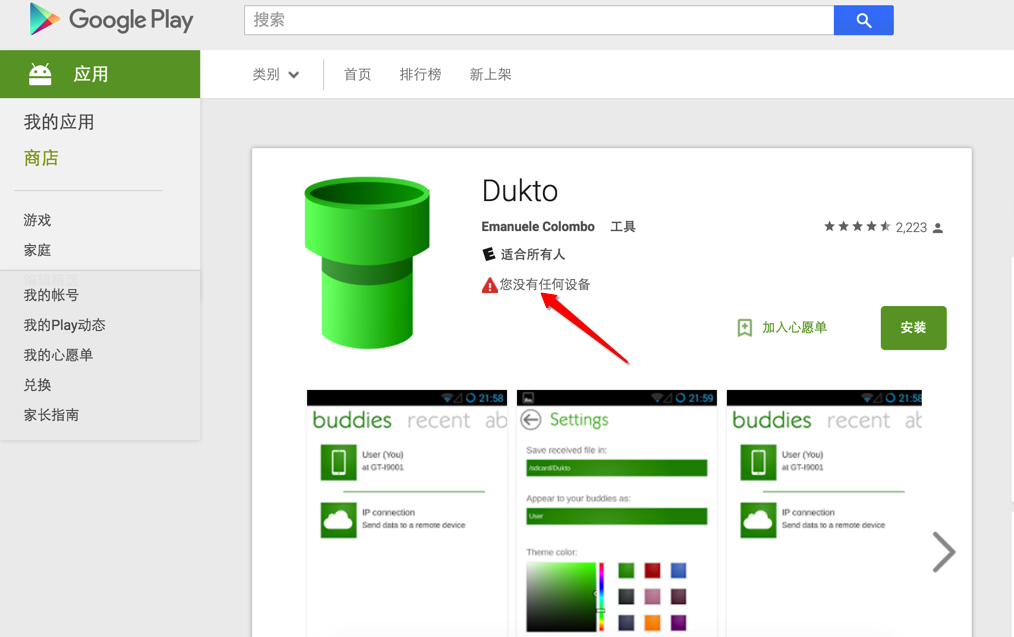 Google Play
搜索
应用
类别
首页
排行榜
新上架
我的应用
商店
游戏
家庭
我的帐号
我的Play动态
我的心愿单
兑换
家长指南
Dukto
Emanuele Colombo 工具
2,223
适合所有人
您没有任何设备
加入心愿单
安装
21:58
buddies recent ab
User (You)
at GT-I9001
IP connection
Send data to a remote device
21:59
Settings
Save received file in:
/sdcard/Dukto
Appear to your buddies as:
User
Theme color:
21:58
buddies recent at
User (You)
at GT-I9001
IP connection
Send data to a remote device